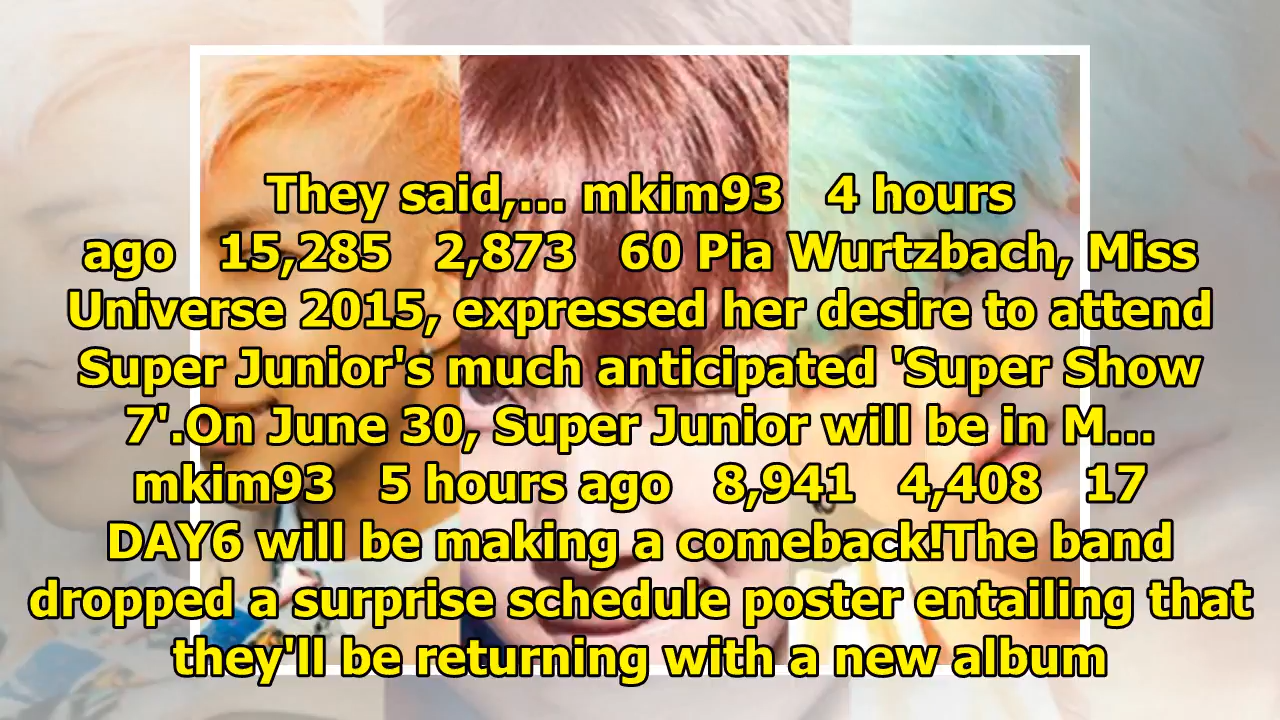 They said,... mkim93 4 hours
ago 15,285 2,873 60 Pia Wurtzbach, Miss
Universe 2015, expressed her desire to attend
Super Junior's much anticipated 'Super Show
7'.On June 30, Super Junior will be in M...
mkim93 5 hours ago 8,941 4,408 17
DAY6 will be making a comeback!The band
dropped a surprise schedule poster entailing that
they'll be returning with a new album